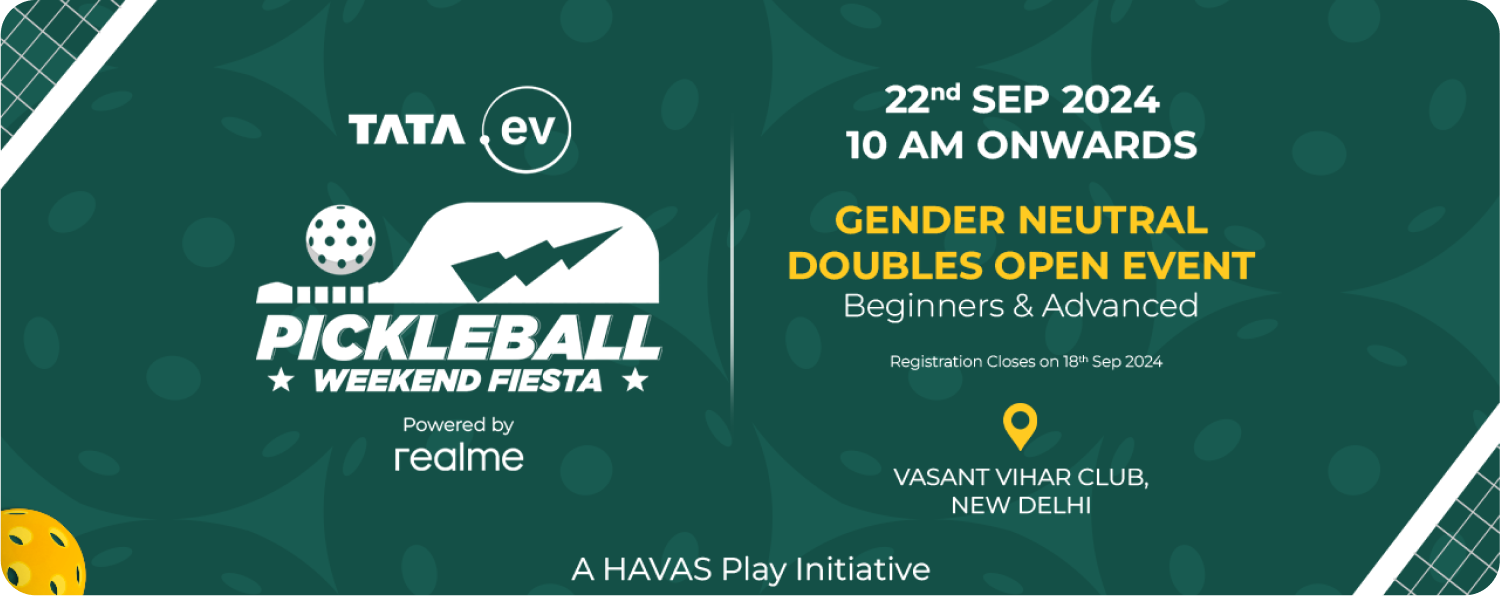 TATA .ev
PICKLEBALL
WEEKEND FIESTA
Powered by
realme
22nd SEP 2024
10 AM ONWARDS
GENDER NEUTRAL
DOUBLES OPEN EVENT
Beginners & Advanced
Registration Closes on 18th Sep 2024
VASANT VIHAR CLUB,
NEW DELHI
A HAVAS Play Initiative